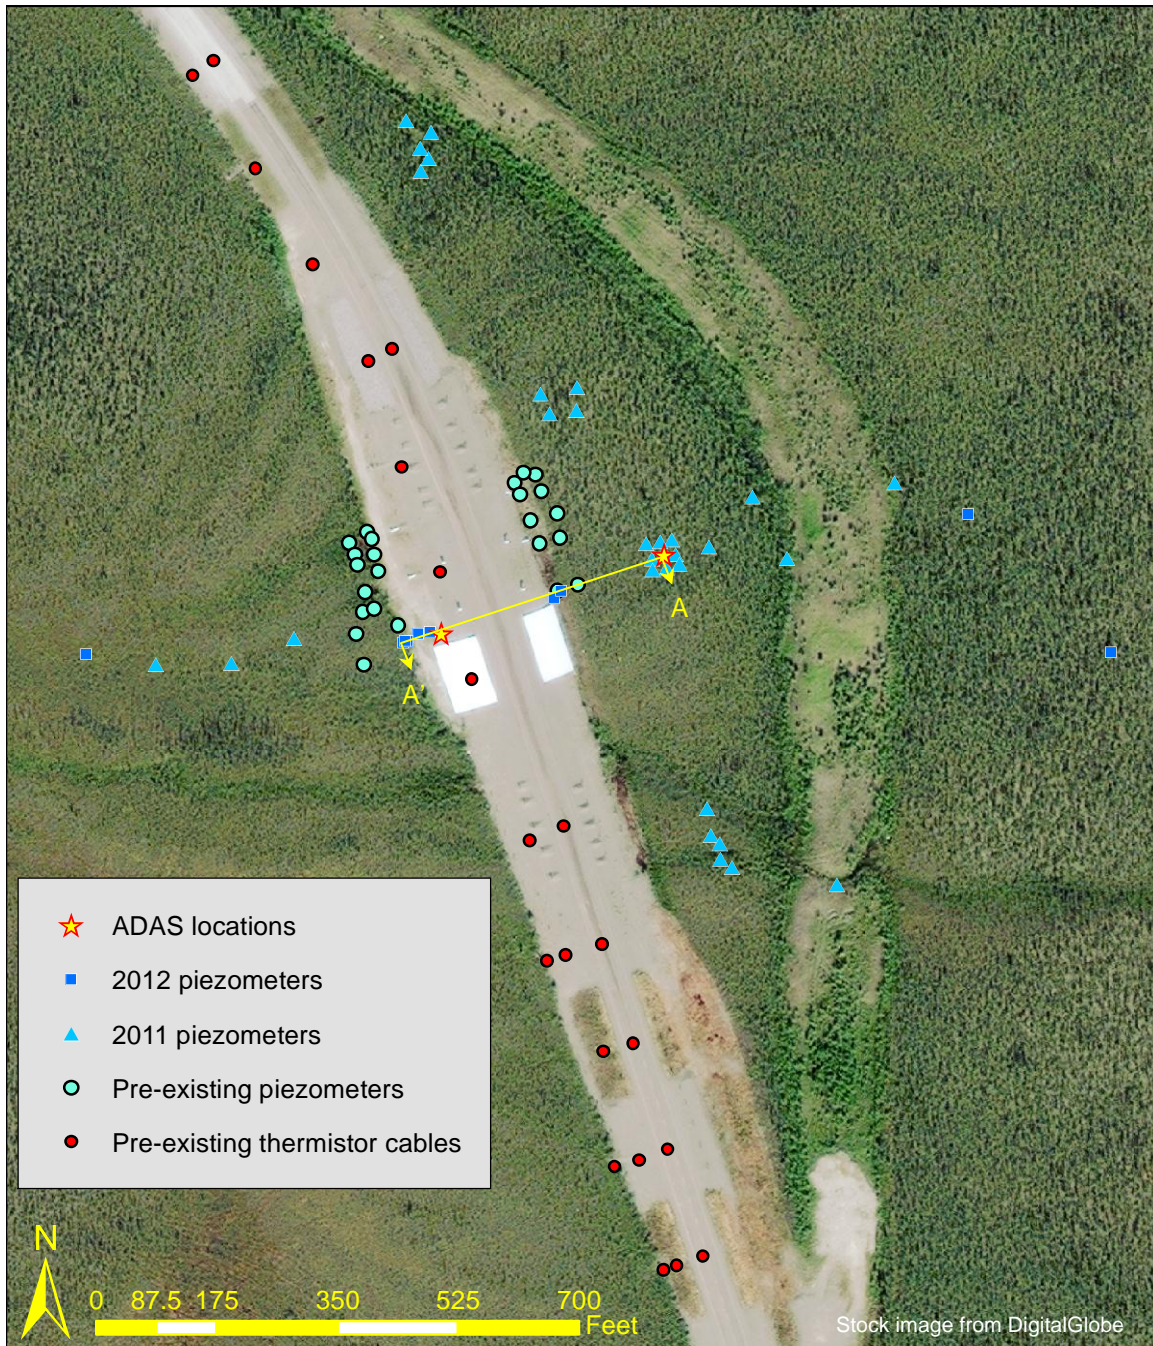 A
A'
ADAS locations
2012 piezometers
2011 piezometers
Pre-existing piezometers
Pre-existing thermistor cables
N
0 87.5 175 350 525 700
Feet
Stock image from DigitalGlobe